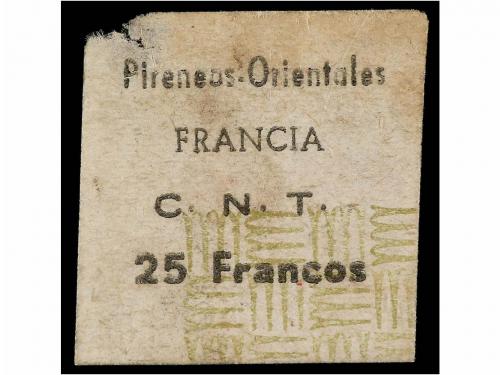 Pireneos-Orientales
FRANCIA
C. N. T.
25 Francos